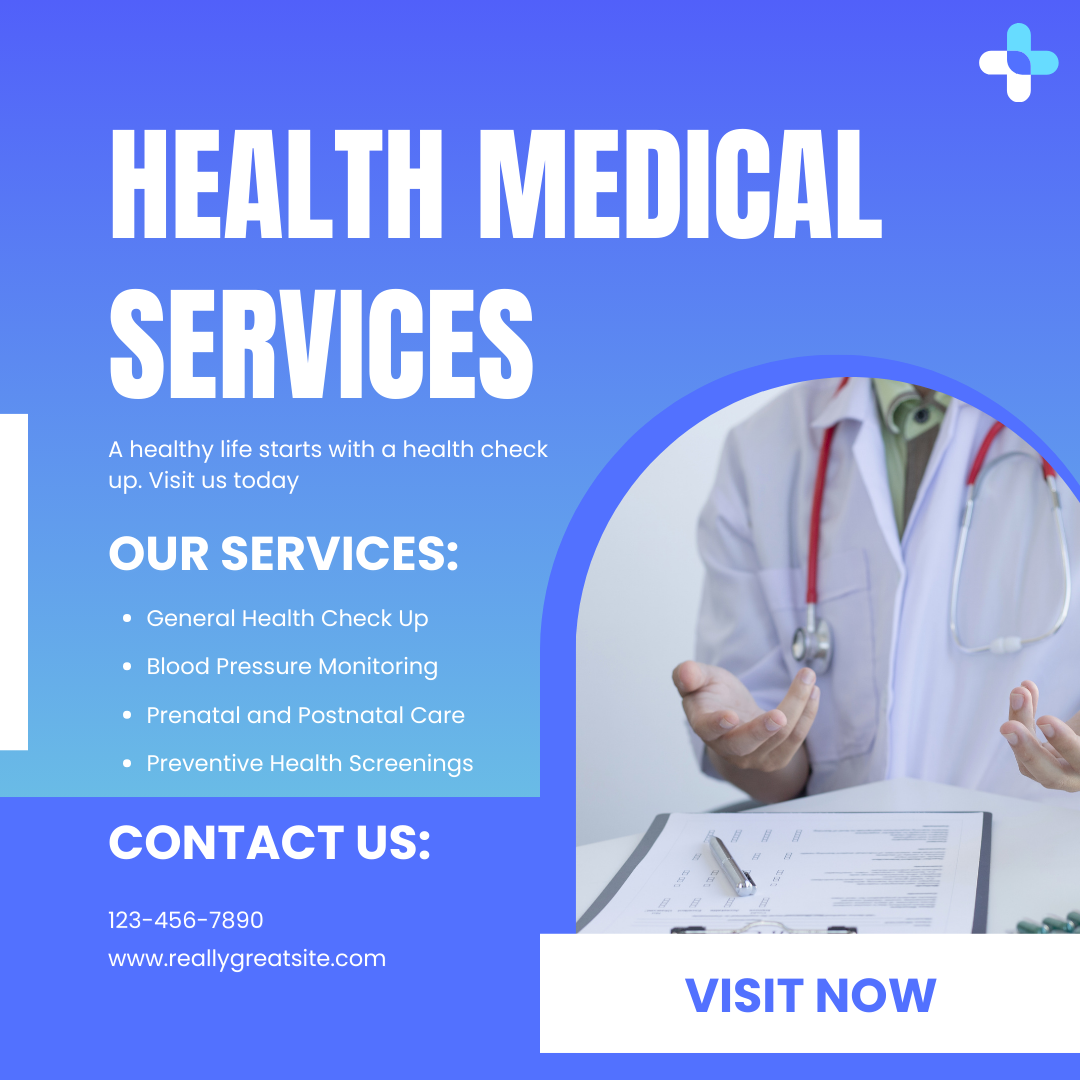 HEALTH MEDICAL
SERVICES
A healthy life starts with a health check
up. Visit us today
OUR SERVICES:
• General Health Check Up
• Blood Pressure Monitoring
• Prenatal and Postnatal Care
• Preventive Health Screenings
CONTACT US:
123-456-7890
www.reallygreatsite.com
VISIT NOW